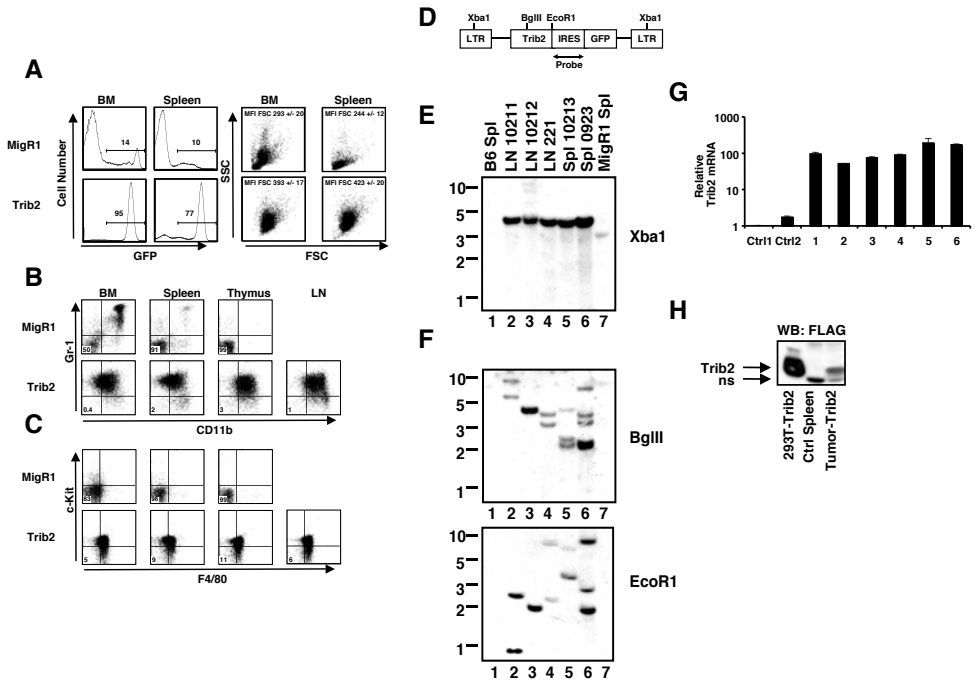 A
BM
Spleen
BM
Spleen
MigR1
Trib2
Cell Number
14
10
95
77
GFP
SSC
MFI FSC 293 +/- 20
MFI FSC 244 +/- 12
MFI FSC 393 +/- 17
MFI FSC 423 +/- 20
FSC
B
BM
Spleen
Thymus
LN
MigR1
Trib2
Gr-1
50
91
99
0.4
2
3
1
CD11b
C
MigR1
Trib2
c-Kit
83
98
99
5
9
11
6
F4/80
D
Xba1
BglII
EcoR1
Xba1
LTR
Trib2
IRES
GFP
LTR
Probe
E
B6 Spl
LN 10211
LN 10212
LN 221
Spl 10213
Spl 0923
MigR1 Spl
10
5
3
2
1
Xba1
1 2 3 4 5 6 7
F
10
5
3
2
1
BglII
1 2 3 4 5 6 7
10
5
3
2
1
EcoR1
1 2 3 4 5 6 7
G
Relative
Trib2 mRNA
1000
100
10
1
Ctrl1 Ctrl2 1 2 3 4 5 6
H
WB: FLAG
Trib2
ns
293T-Trib2
Ctrl Spleen
Tumor-Trib2